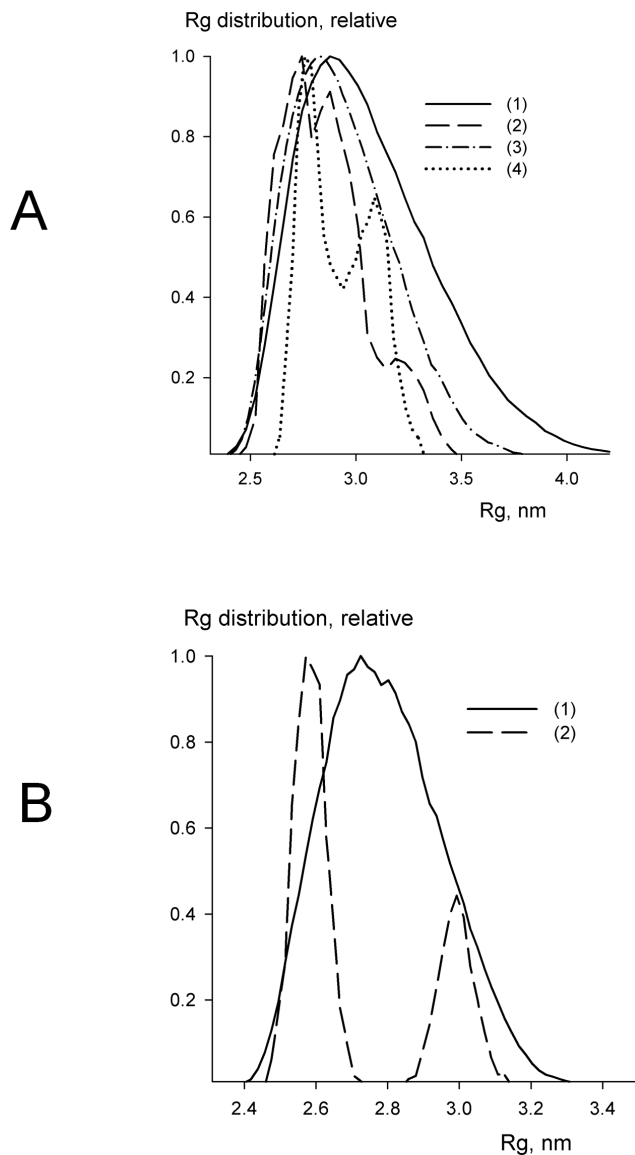 Rg distribution, relative
A
1.0
0.8
0.6
0.4
0.2
(1)
(2)
(3)
(4)
2.5 3.0 3.5 4.0
Rg, nm
Rg distribution, relative
B
1.0
0.8
0.6
0.4
0.2
(1)
(2)
2.4 2.6 2.8 3.0 3.2 3.4
Rg, nm